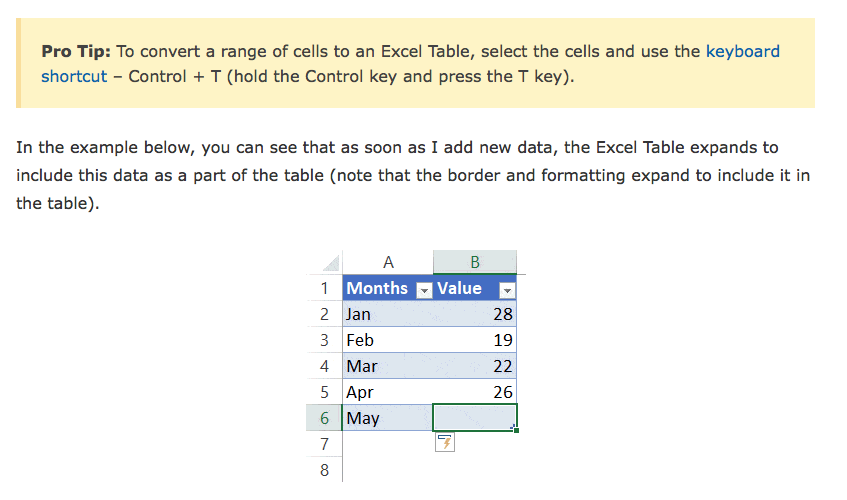 Pro Tip: To convert a range of cells to an Excel Table, select the cells and use the keyboard
shortcut – Control + T (hold the Control key and press the T key).
In the example below, you can see that as soon as I add new data, the Excel Table expands to
include this data as a part of the table (note that the border and formatting expand to include it in
the table).
A B
1 Months Value
2 Jan 28
3 Feb 19
4 Mar 22
5 Apr 26
6 May
7
8